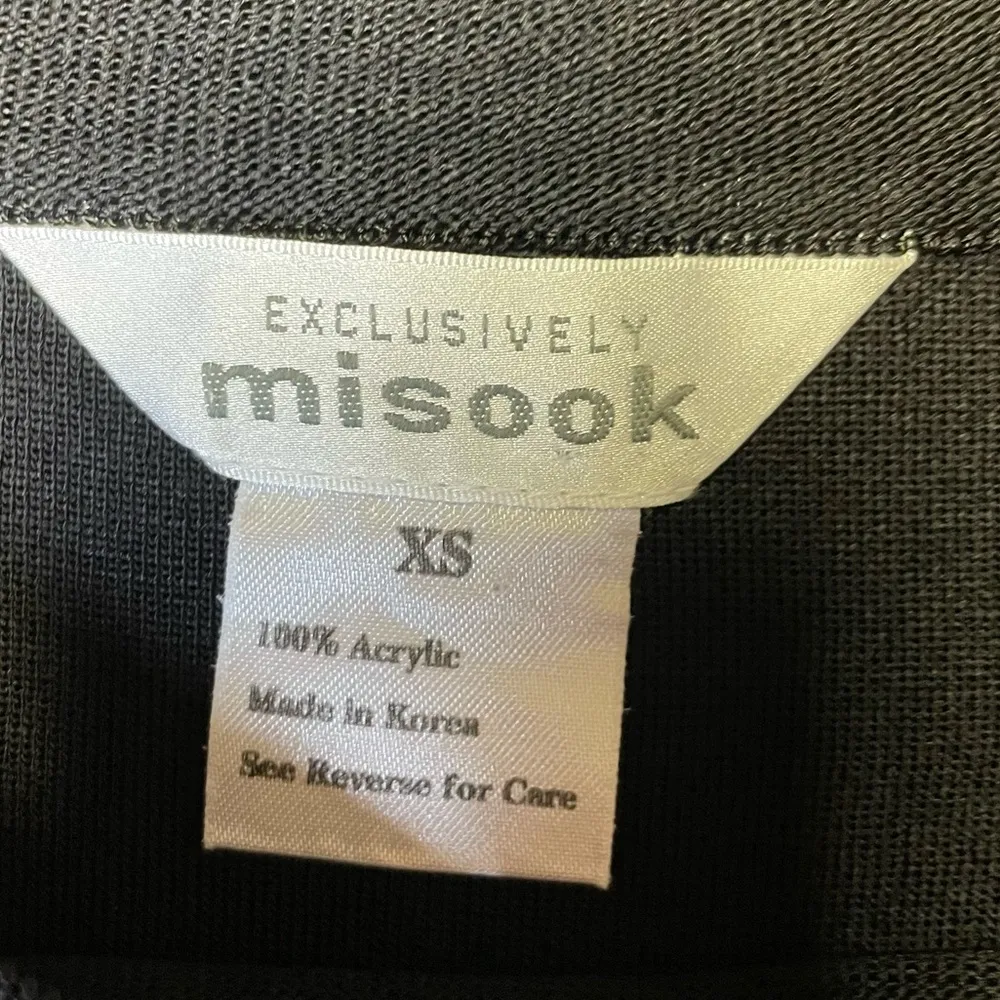 EXCLUSIVELY
misook
XS
100% Acrylic
Made in Korea
See Reverse for Care